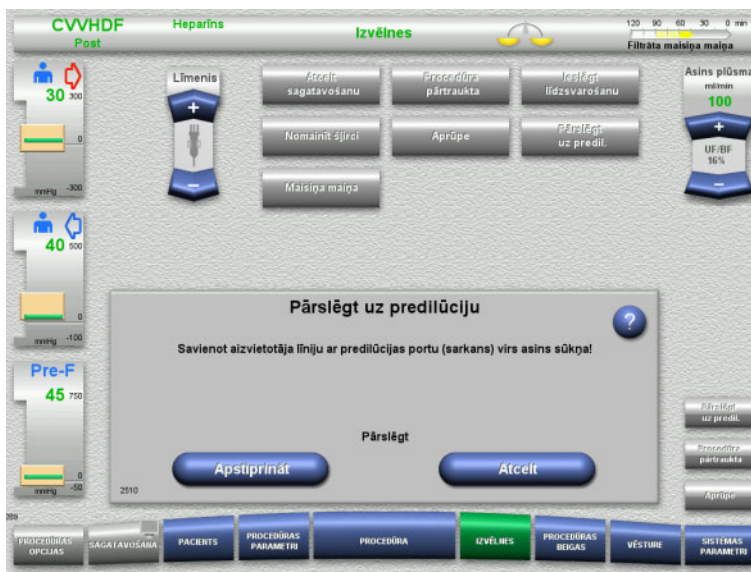 CVVHDF
Post
Heparīns
Izvēlnes
120 90 60 30 0 min
Filtrāta maisiņa maiņa
30 300
0
mmHg -300
Līmenis
+
−
Atcelt
sagatavošanu
Procedūra
pārtraukta
Ieslēgt
līdzsvarošanu
Nomainīt šļirci
Aprūpe
Pārslēgt
uz predil.
Maisiņa maiņa
Asins plūsma
ml/min
100
+
UF/BF
16%
−
40 500
0
mmHg -100
Pre-F
45 750
0
mmHg -50
Pārslēgt uz predilūciju
?
Savienot aizvietotāja līniju ar predilūcijas portu (sarkans) virs asins sūkņa!
Pārslēgt
Apstiprināt
Atcelt
2510
Pārslēgt
uz predil.
Procedūra
pārtraukta
Aprūpe
PROCEDŪRAS
OPCIJAS
SAGATAVOŠANA
PACIENTS
PROCEDŪRAS
PARAMETRI
PROCEDŪRA
IZVĒLNES
PROCEDŪRAS
BEIGAS
VĒSTURE
SISTĒMAS
PARAMETRI